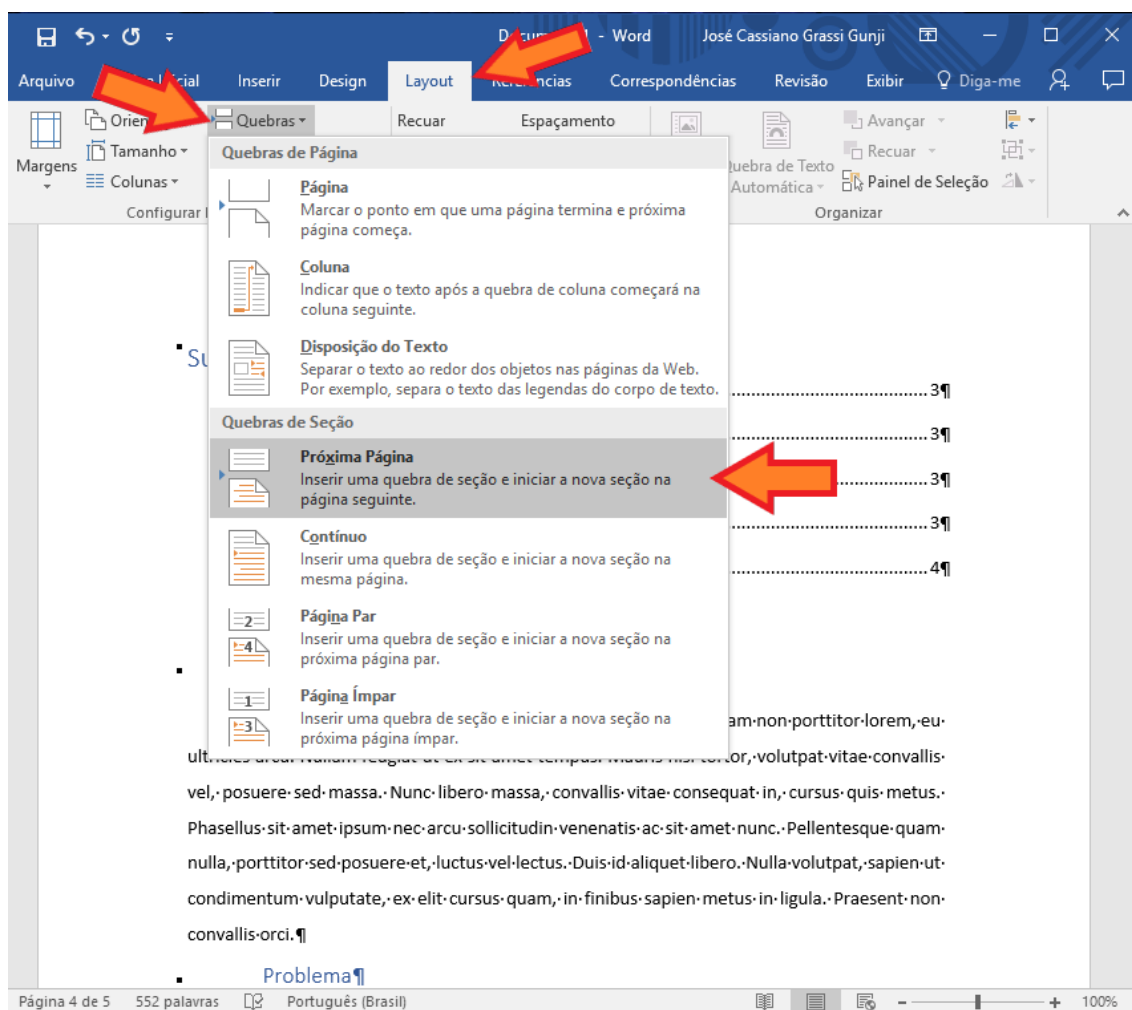 - Word José Cassiano Grassi Gunji
Arquivo Inserir Design Layout Correspondências Revisão Exibir Diga-me
Quebras Recuar Espaçamento Avançar
Tamanho Recuar
Margens Colunas
Configurar
Quebras de Página
Página
Marcar o ponto em que uma página termina e próxima
página começa.
Coluna
Indicar que o texto após a quebra de coluna começará na
coluna seguinte.
Disposição do Texto
Separar o texto ao redor dos objetos nas páginas da Web.
Por exemplo, separa o texto das legendas do corpo de texto.
Quebras de Seção
Próxima Página
Inserir uma quebra de seção e iniciar a nova seção na
página seguinte.
Contínuo
Inserir uma quebra de seção e iniciar a nova seção na
mesma página.
Página Par
Inserir uma quebra de seção e iniciar a nova seção na
próxima página par.
Página Ímpar
Inserir uma quebra de seção e iniciar a nova seção na
próxima página ímpar.
de Texto
Automática Painel de Seleção
Organizar
3¶
3¶
3¶
3¶
4¶
non·porttitor·lorem,·eu·
volutpat·vitae·convallis·
vel,·posuere·sed·massa.·Nunc·libero·massa,·convallis·vitae·consequat·in,·cursus·quis·metus.·
Phasellus·sit·amet·ipsum·nec·arcu·sollicitudin·venenatis·ac·sit·amet·nunc.·Pellentesque·quam·
nulla,·porttitor·sed·posuere·et,·luctus·vel·lectus.·Duis·id·aliquet·libero.·Nulla·volutpat,·sapien·ut·
condimentum·vulputate,·ex·elit·cursus·quam,·in·finibus·sapien·metus·in·ligula.·Praesent·non·
convallis·orci.¶
Problema¶
Página 4 de 5 552 palavras Português (Brasil) 100%